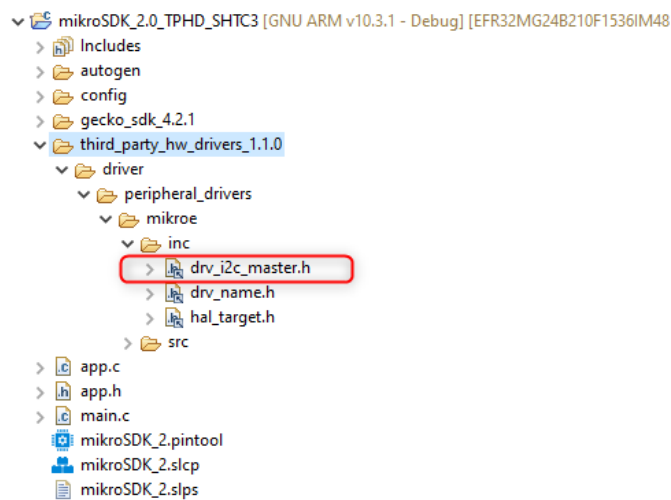 mikroSDK_2.0_TPHD_SHTC3 [GNU ARM v10.3.1 - Debug] [EFR32MG24B210F1536IM48
Includes
autogen
config
gecko_sdk_4.2.1
third_party_hw_drivers_1.1.0
driver
peripheral_drivers
mikroe
inc
drv_i2c_master.h
drv_name.h
hal_target.h
src
app.c
app.h
main.c
mikroSDK_2.pintool
mikroSDK_2.slcp
mikroSDK_2.slps